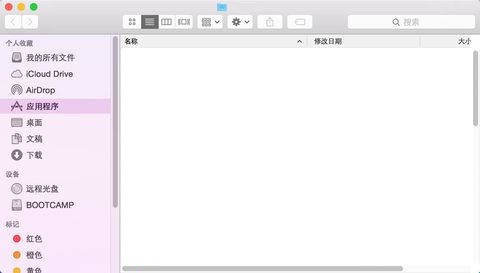 搜索
个人收藏
我的所有文件
iCloud Drive
AirDrop
应用程序
桌面
文稿
下载
设备
远程光盘
BOOTCAMP
标记
红色
橙色
黄色
名称 修改日期 大小